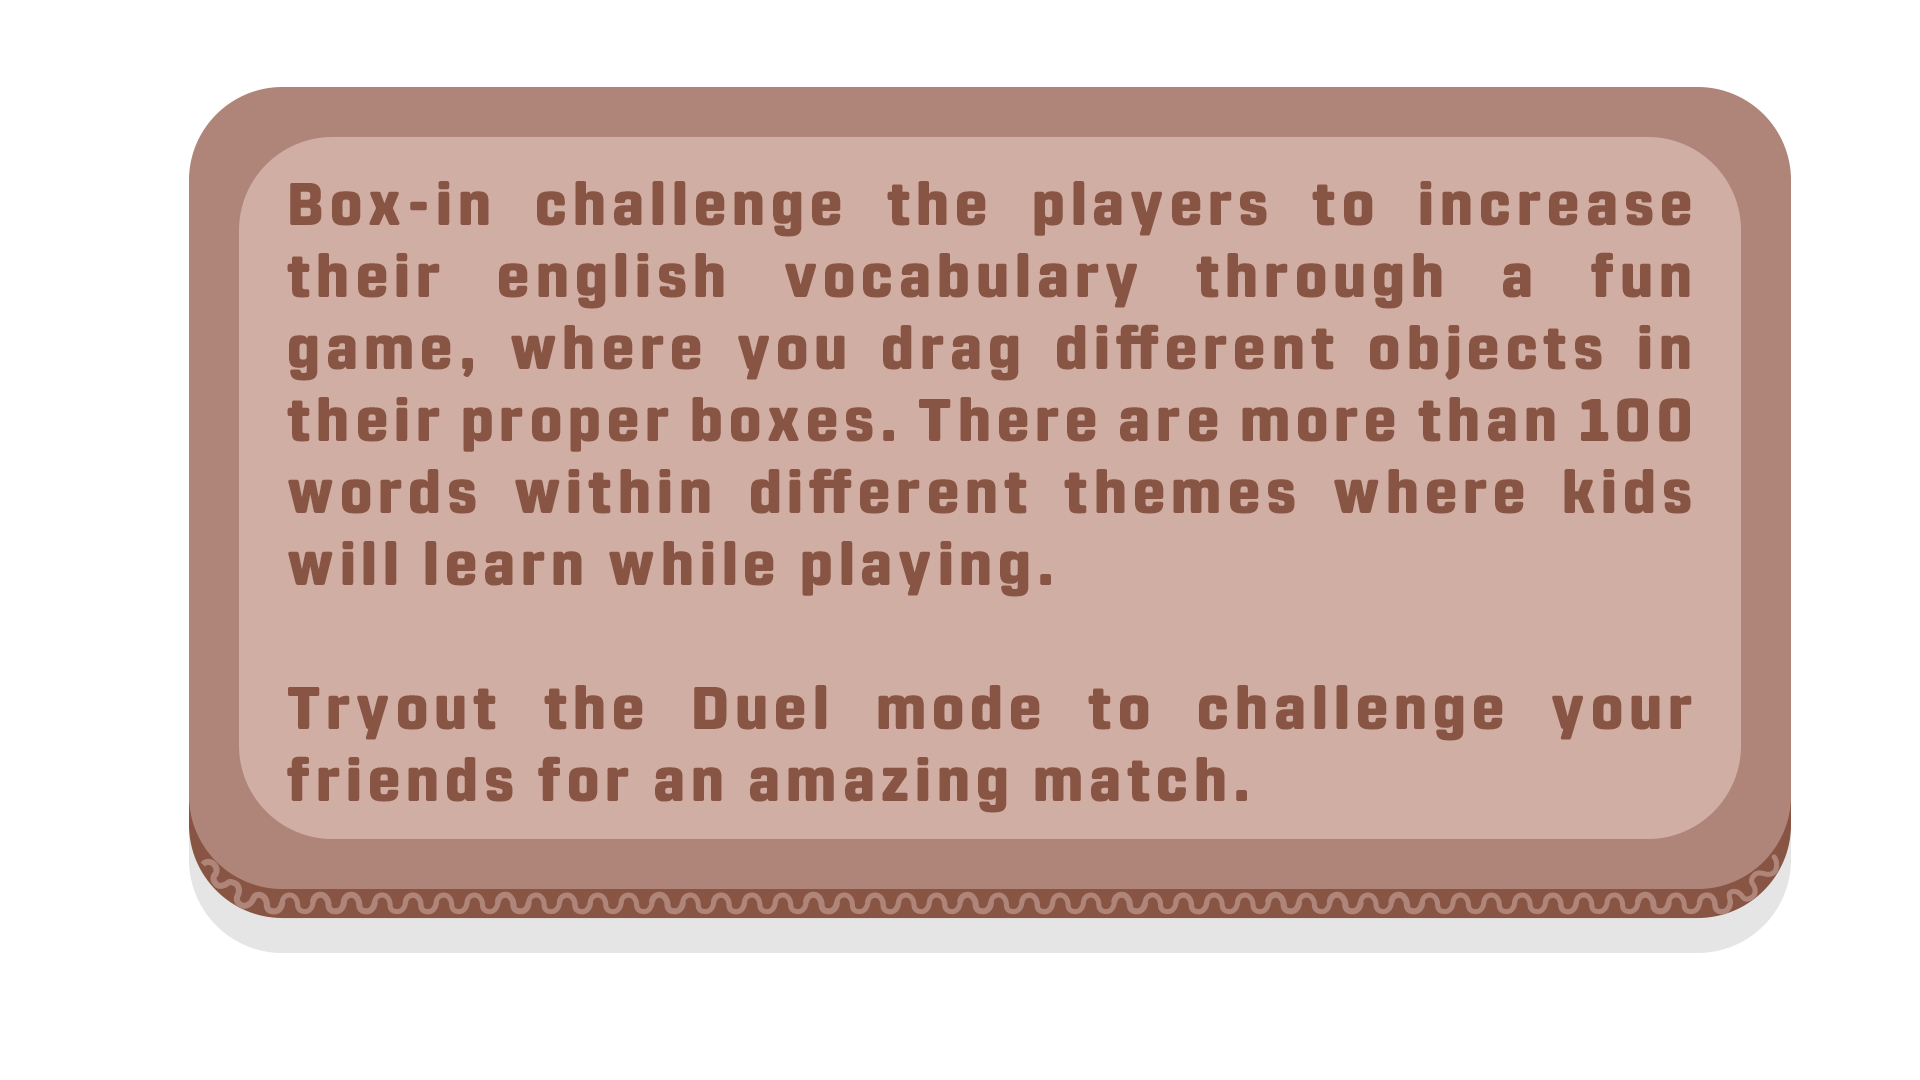 Box-in challenge the players to increase
their english vocabulary through a fun
game, where you drag different objects in
their proper boxes. There are more than 100
words within different themes where kids
will learn while playing.
Tryout the Duel mode to challenge your
friends for an amazing match.